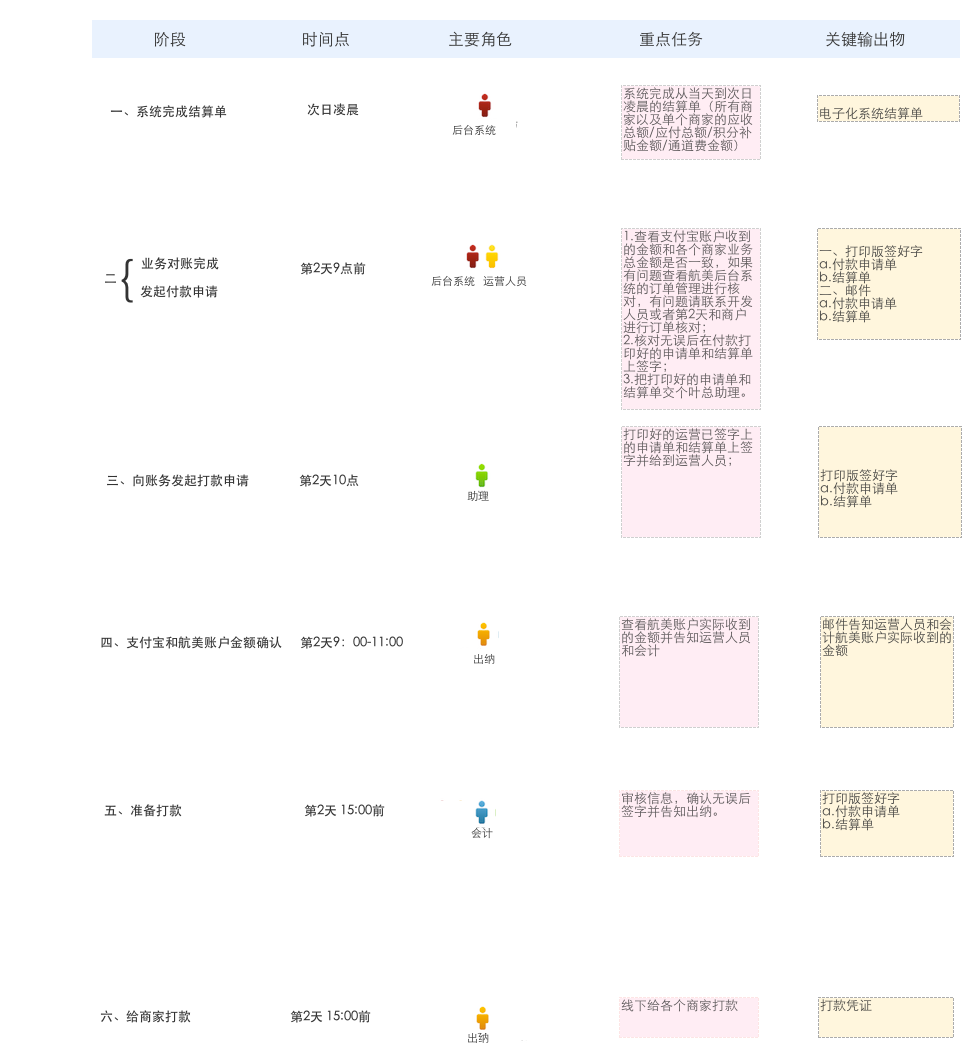 阶段 时间点 主要角色 重点任务 关键输出物
一、系统完成结算单
次日凌晨
后台系统
系统完成从当天到次日
凌晨的结算单（所有商
家以及单个商家的应收
总额/应付总额/积分补
贴金额/通道费金额）
电子化系统结算单
二{
业务对账完成
发起付款申请
第2天9点前
后台系统 运营人员
1.查看支付宝账户收到
的金额和各个商家业务
总金额是否一致，如果
有问题查看航美后台系
统的订单管理进行核
对，有问题请联系开发
人员或者第2天和商户
进行订单核对；
2.核对无误后在付款打
印好的申请单和结算单
上签字；
3.把打印好的申请单和
结算单交个叶总助理。
一、打印版签好字
a.付款申请单
b.结算单
二、邮件
a.付款申请单
b.结算单
三、向账务发起打款申请
第2天10点
助理
打印好的运营已签字上
的申请单和结算单上签
字并给到运营人员；
打印版签好字
a.付款申请单
b.结算单
四、支付宝和航美账户金额确认
第2天9：00-11:00
出纳
查看航美账户实际收到
的金额并告知运营人员
和会计
邮件告知运营人员和会
计航美账户实际收到的
金额
五、准备打款
第2天 15:00前
会计
审核信息，确认无误后
签字并告知出纳。
打印版签好字
a.付款申请单
b.结算单
六、给商家打款
第2天 15:00前
出纳
线下给各个商家打款
打款凭证